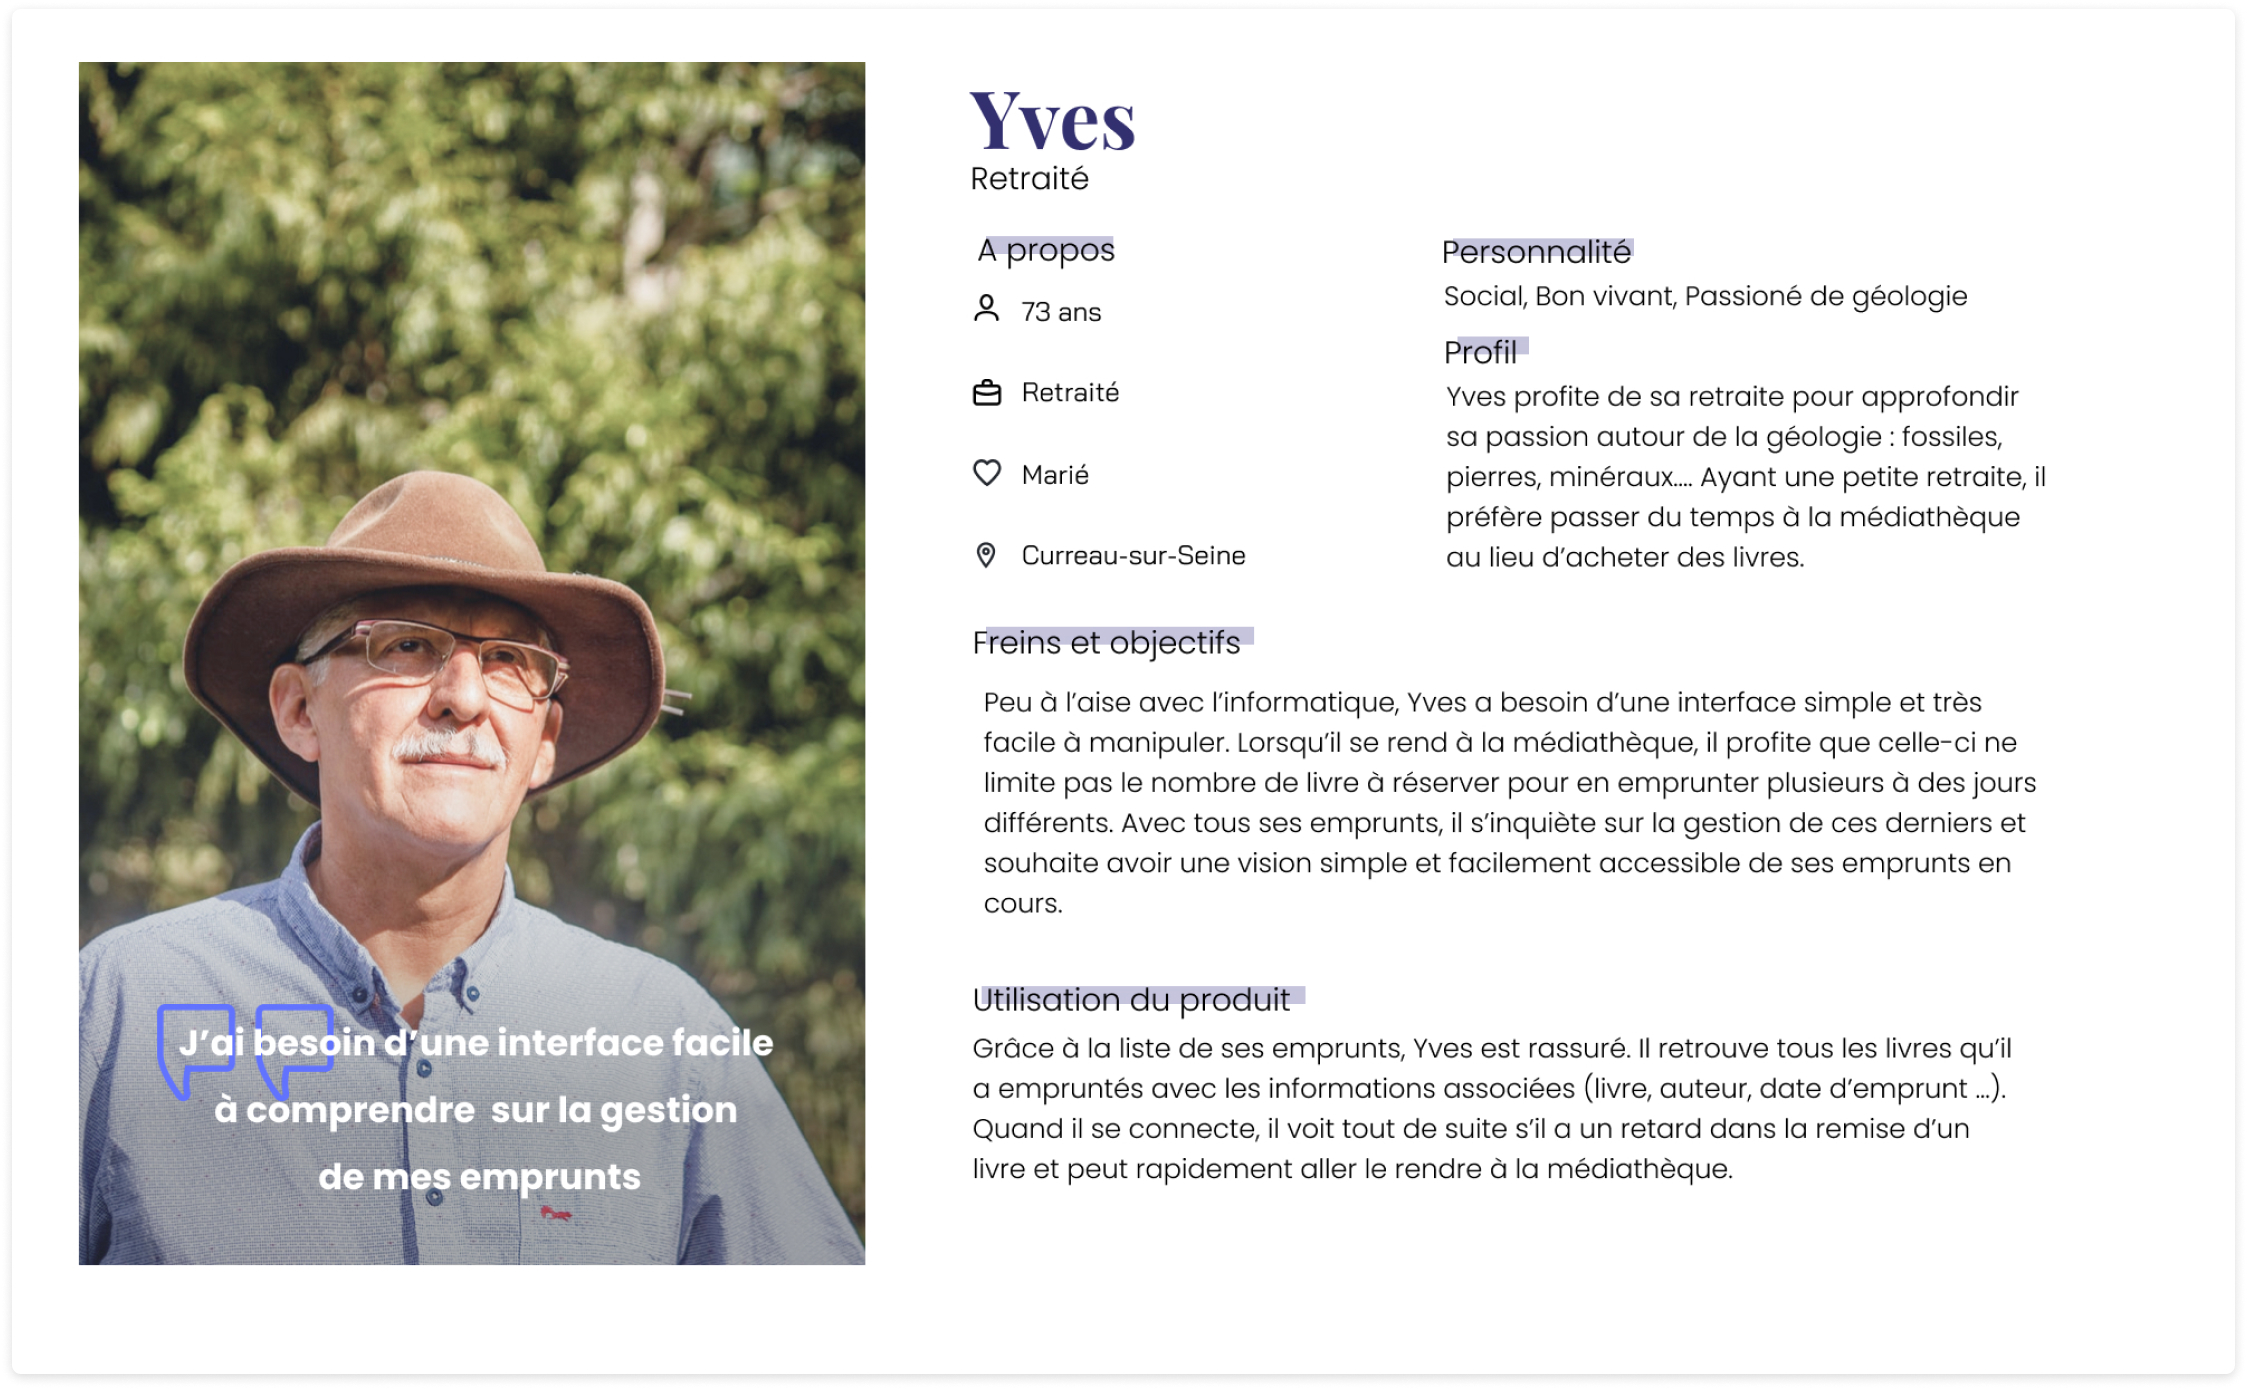 Yves
Retraité
A propos
73 ans
Retraité
Marié
Curreau-sur-Seine
Personnalité
Social, Bon vivant, Passioné de géologie
Profil
Yves profite de sa retraite pour approfondir
sa passion autour de la géologie : fossiles,
pierres, minéraux.... Ayant une petite retraite, il
préfère passer du temps à la médiathèque
au lieu d’acheter des livres.
Freins et objectifs
Peu à l’aise avec l’informatique, Yves a besoin d’une interface simple et très
facile à manipuler. Lorsqu’il se rend à la médiathèque, il profite que celle-ci ne
limite pas le nombre de livre à réserver pour en emprunter plusieurs à des jours
différents. Avec tous ses emprunts, il s’inquiète sur la gestion de ces derniers et
souhaite avoir une vision simple et facilement accessible de ses emprunts en
cours.
Utilisation du produit
Grâce à la liste de ses emprunts, Yves est rassuré. Il retrouve tous les livres qu’il
a empruntés avec les informations associées (livre, auteur, date d’emprunt ...).
Quand il se connecte, il voit tout de suite s’il a un retard dans la remise d’un
livre et peut rapidement aller le rendre à la médiathèque.
J’ai besoin d’une interface facile
à comprendre  sur la gestion
de mes emprunts